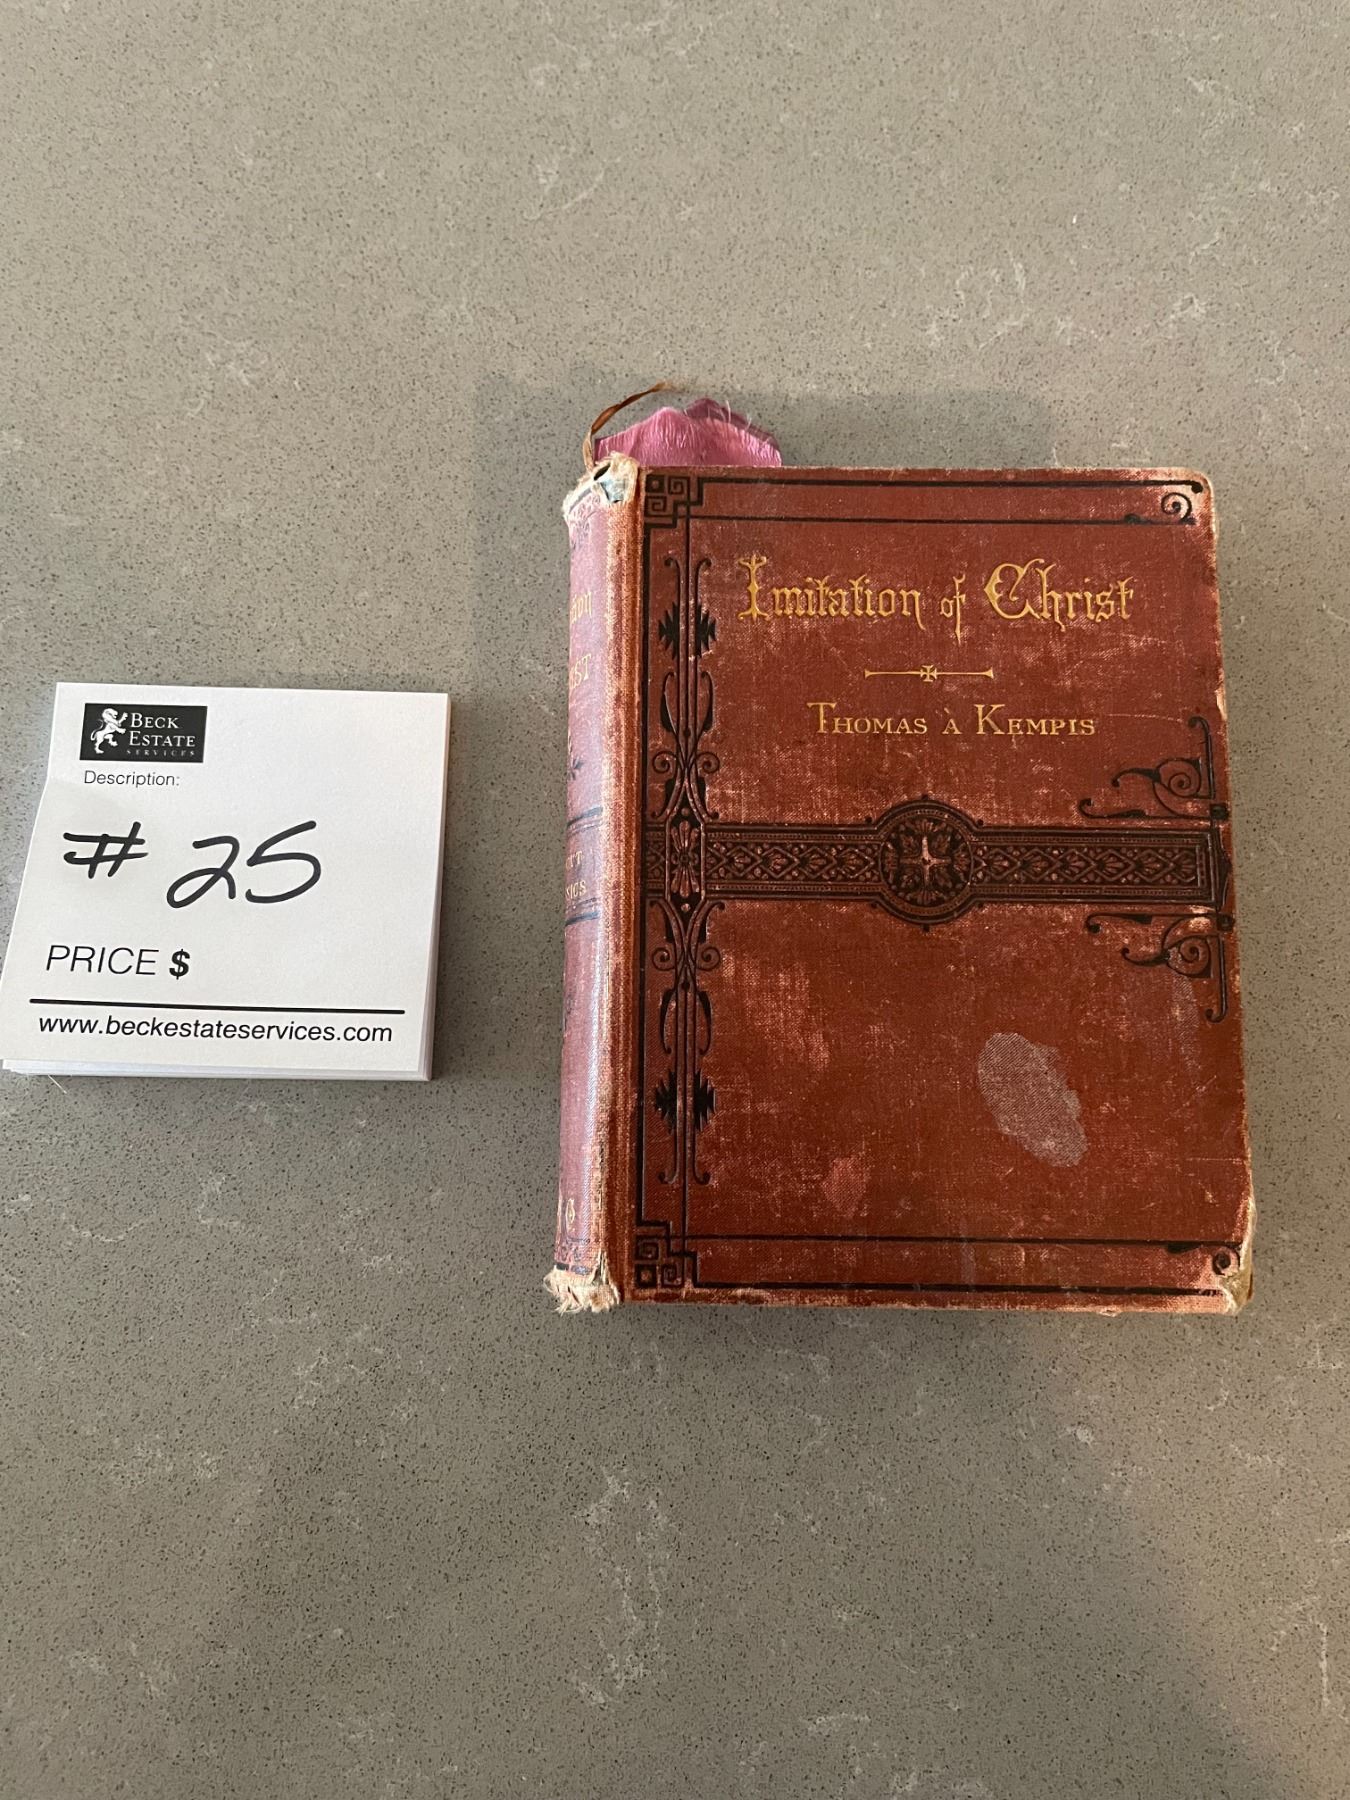 BECK
ESTATE
SERVICES
Description:
# 25
PRICE $
www.beckestateservices.com
Imitation of Christ
THOMAS À KEMPIS